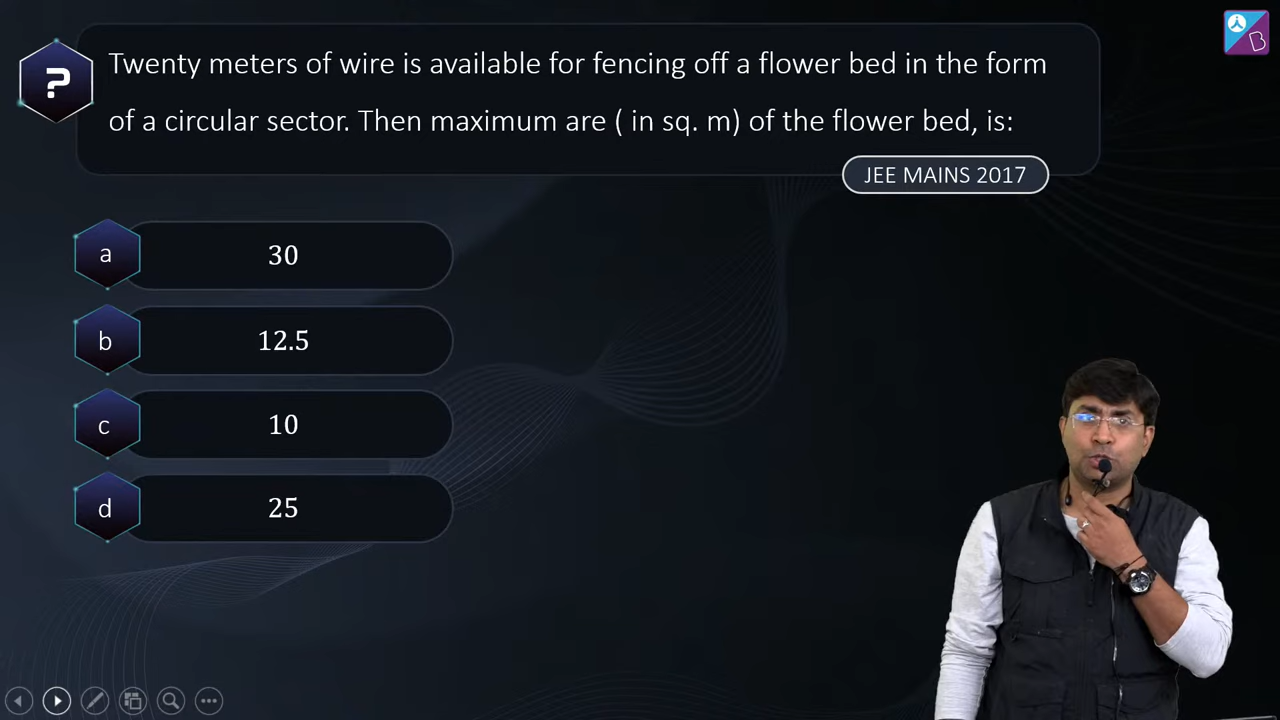 ?
Twenty meters of wire is available for fencing off a flower bed in the form
of a circular sector. Then maximum are ( in sq. m) of the flower bed, is:
JEE MAINS 2017
a
30
b
12.5
c
10
d
25
B